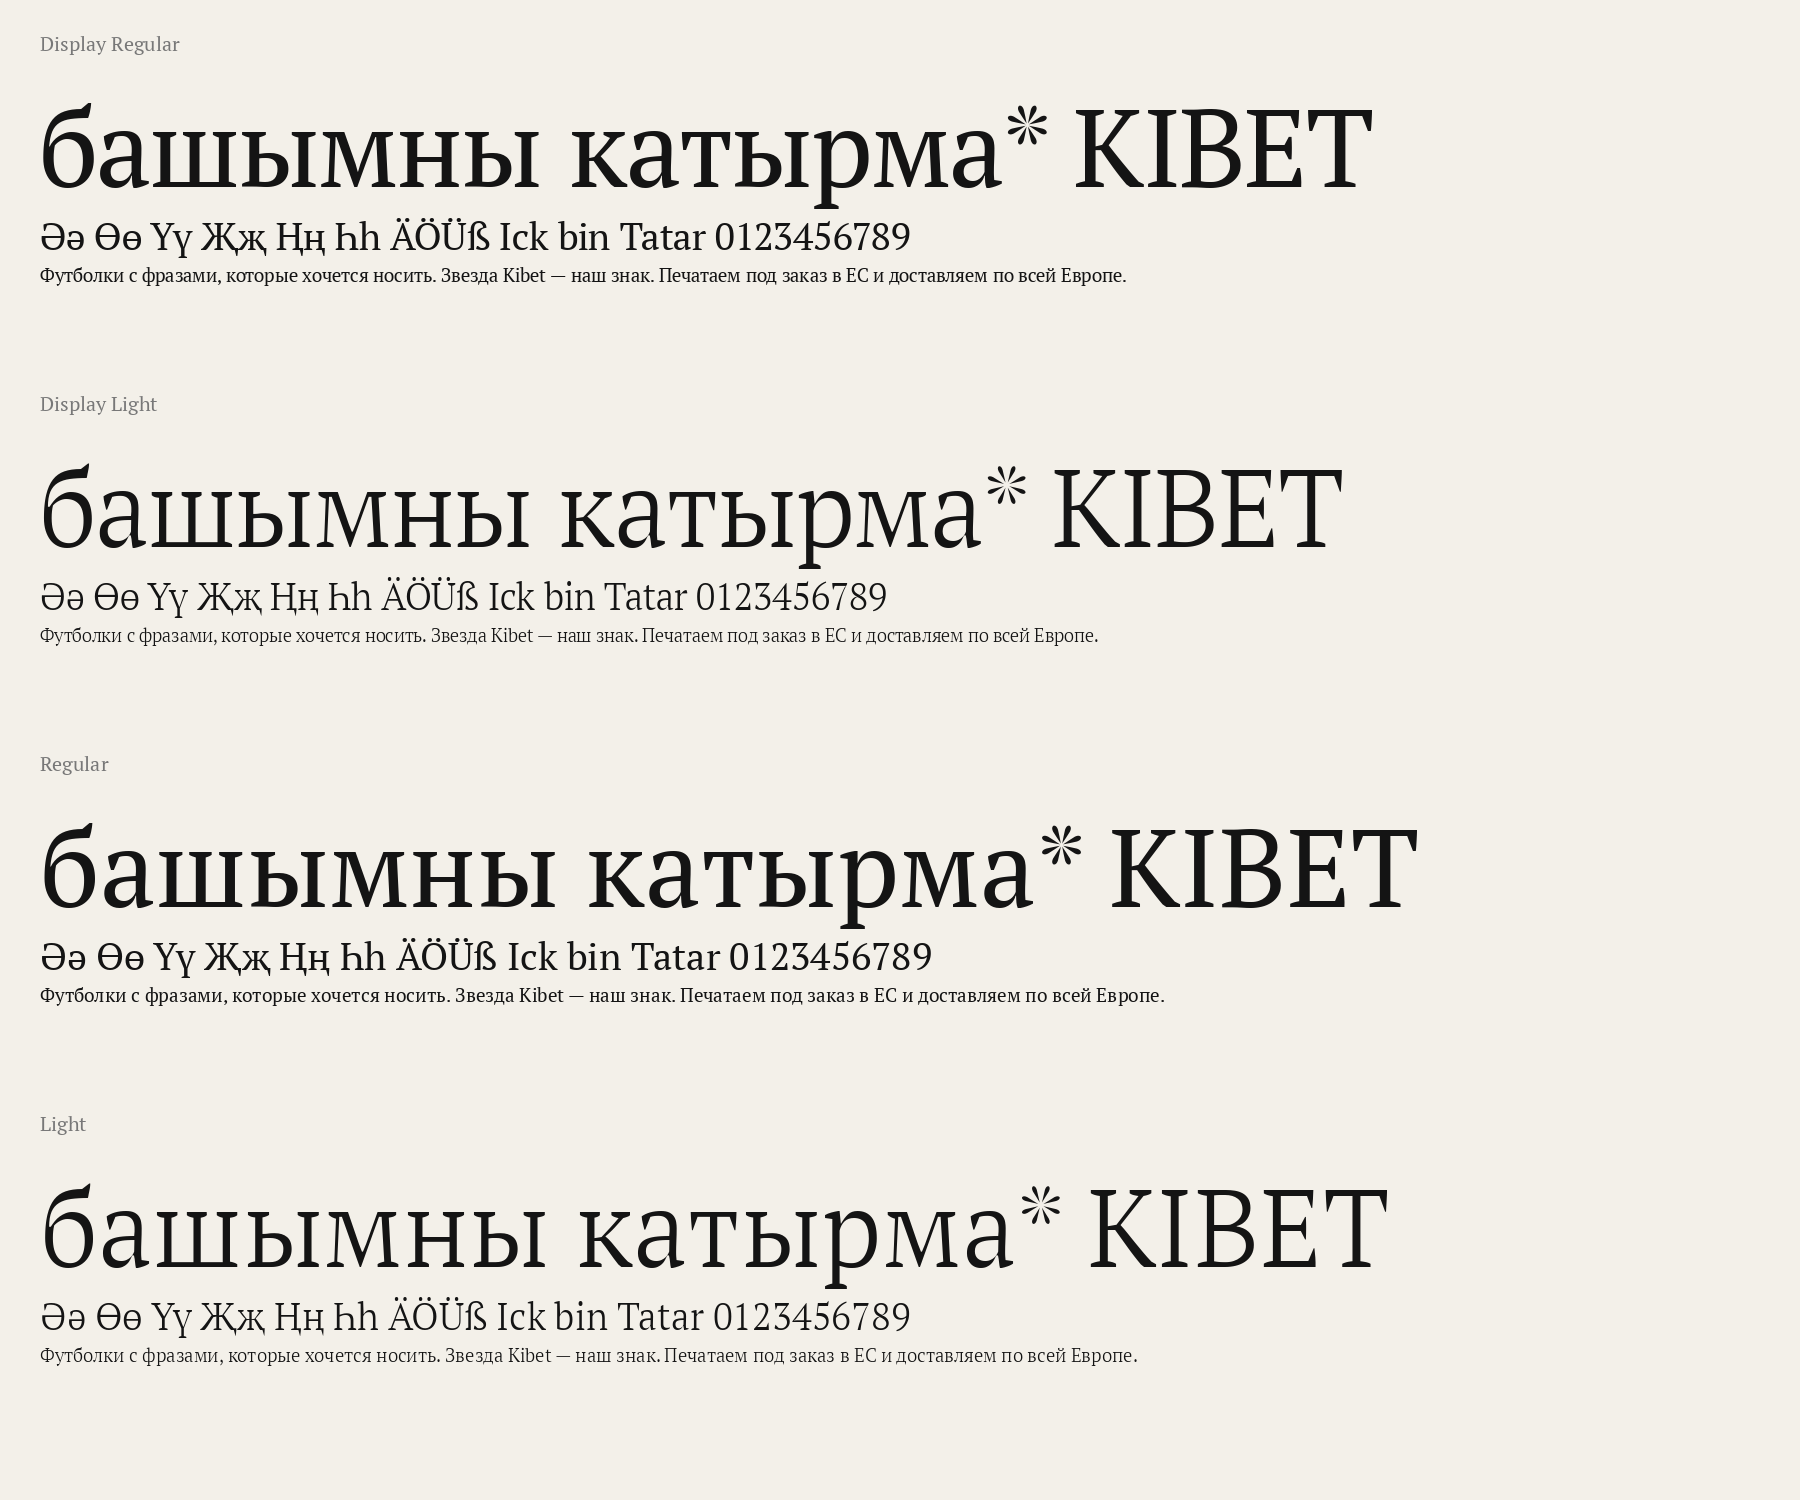 Display Regular
башымны катырма* KIBET
Әә Өө Үү Җҗ Ңң Һһ ÄÖÜß Ick bin Tatar 0123456789
Футболки с фразами, которые хочется носить. Звезда Kibet — наш знак. Печатаем под заказ в ЕС и доставляем по всей Европе.
Display Light
башымны катырма* KIBET
Әә Өө Үү Җҗ Ңң Һһ ÄÖÜß Ick bin Tatar 0123456789
Футболки с фразами, которые хочется носить. Звезда Kibet — наш знак. Печатаем под заказ в ЕС и доставляем по всей Европе.
Regular
башымны катырма* KIBET
Әә Өө Үү Җҗ Ңң Һһ ÄÖÜß Ick bin Tatar 0123456789
Футболки с фразами, которые хочется носить. Звезда Kibet — наш знак. Печатаем под заказ в ЕС и доставляем по всей Европе.
Light
башымны катырма* KIBET
Әә Өө Үү Җҗ Ңң Һһ ÄÖÜß Ick bin Tatar 0123456789
Футболки с фразами, которые хочется носить. Звезда Kibet — наш знак. Печатаем под заказ в ЕС и доставляем по всей Европе.